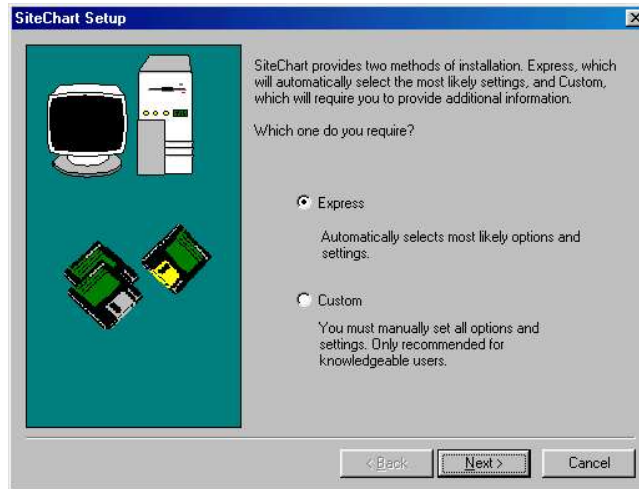 SiteChart Setup
SiteChart provides two methods of installation. Express, which
will automatically select the most likely settings, and Custom,
which will require you to provide additional information.
Which one do you require?
Express
Automatically selects most likely options and
settings.
Custom
You must manually set all options and
settings. Only recommended for
knowledgeable users.
< Back
Next >
Cancel